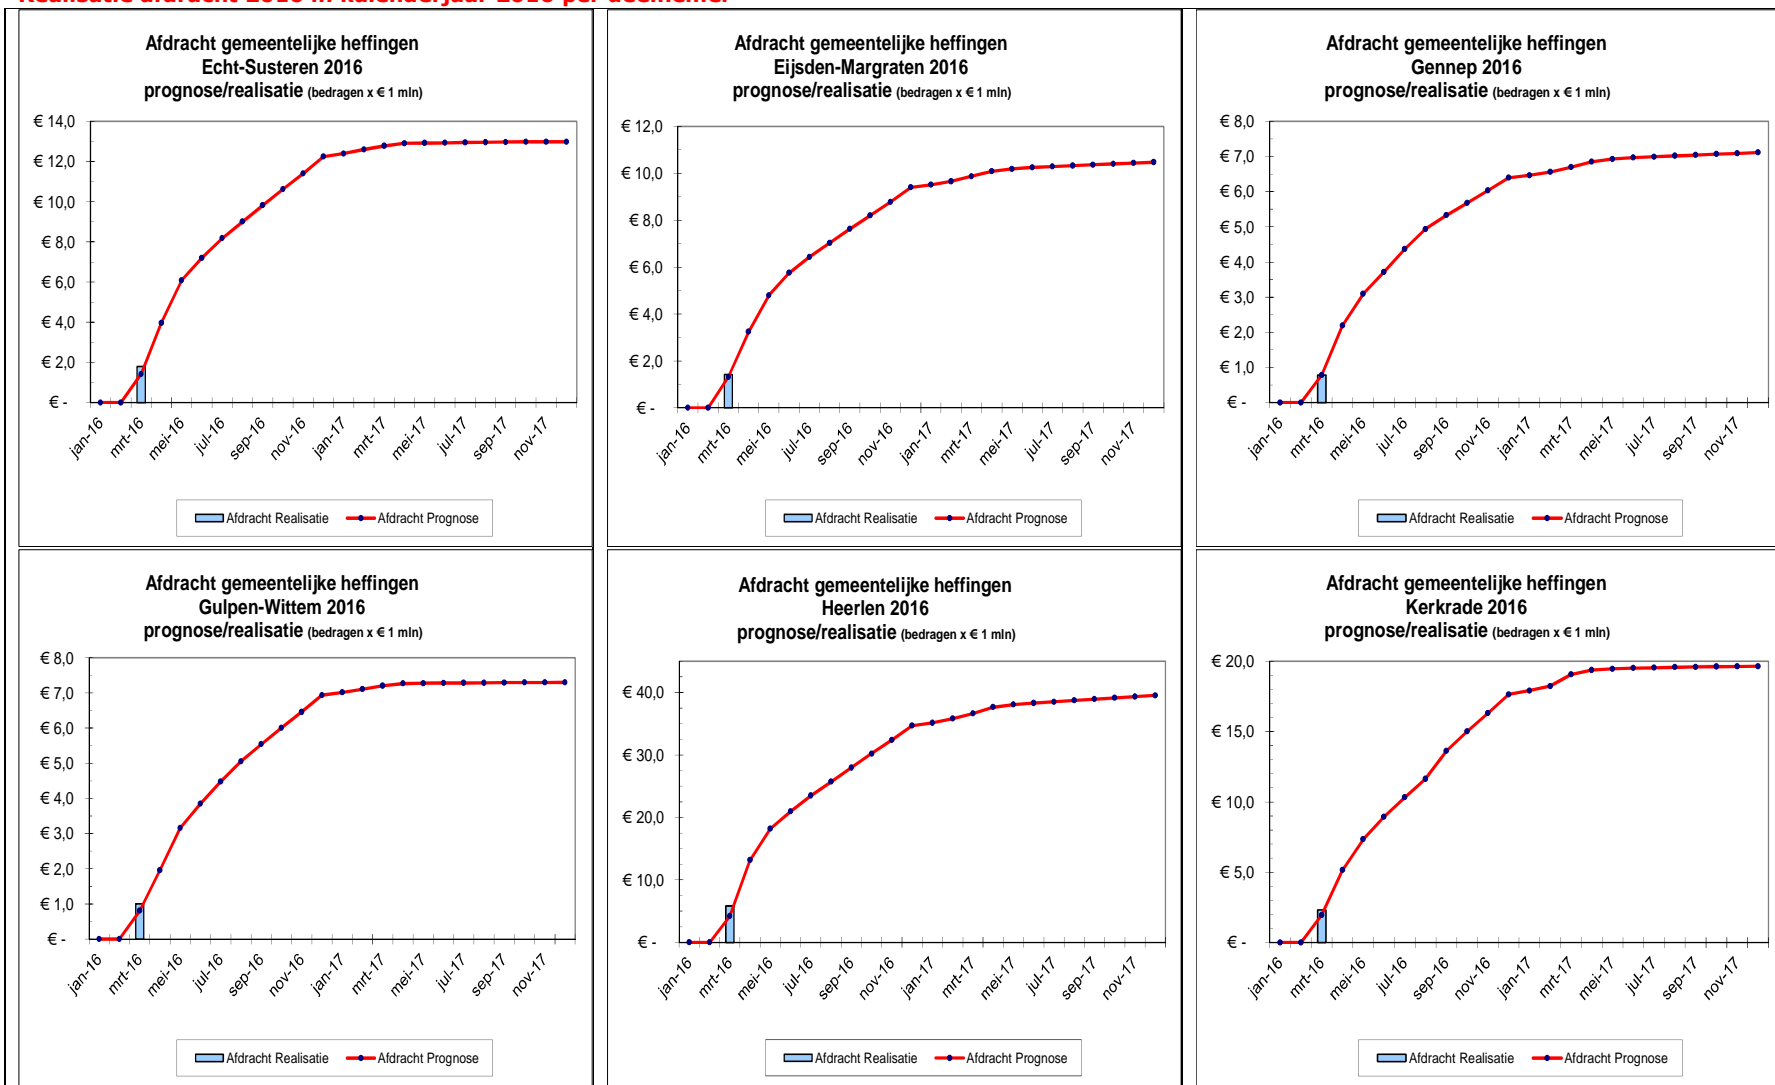 Realisatie afdracht 2016 in kalenderjaar 2016 per deelnemer
Afdracht gemeentelijke heffingen
Echt-Susteren 2016
prognose/realisatie (bedragen x € 1 mln)
€ 14,0
€ 12,0
€ 10,0
€ 8,0
€ 6,0
€ 4,0
€ 2,0
€ -
jan-16
mrt-16
mei-16
jul-16
sep-16
nov-16
jan-17
mrt-17
mei-17
jul-17
sep-17
nov-17
Afdracht Realisatie
Afdracht Prognose
Afdracht gemeentelijke heffingen
Eijsden-Margraten 2016
prognose/realisatie (bedragen x € 1 mln)
€ 12,0
€ 10,0
€ 8,0
€ 6,0
€ 4,0
€ 2,0
€ -
jan-16
mrt-16
mei-16
jul-16
sep-16
nov-16
jan-17
mrt-17
mei-17
jul-17
sep-17
nov-17
Afdracht Realisatie
Afdracht Prognose
Afdracht gemeentelijke heffingen
Gennep 2016
prognose/realisatie (bedragen x € 1 mln)
€ 8,0
€ 7,0
€ 6,0
€ 5,0
€ 4,0
€ 3,0
€ 2,0
€ 1,0
€ -
jan-16
mrt-16
mei-16
jul-16
sep-16
nov-16
jan-17
mrt-17
mei-17
jul-17
sep-17
nov-17
Afdracht Realisatie
Afdracht Prognose
Afdracht gemeentelijke heffingen
Gulpen-Wittem 2016
prognose/realisatie (bedragen x € 1 mln)
€ 8,0
€ 7,0
€ 6,0
€ 5,0
€ 4,0
€ 3,0
€ 2,0
€ 1,0
€ -
jan-16
mrt-16
mei-16
jul-16
sep-16
nov-16
jan-17
mrt-17
mei-17
jul-17
sep-17
nov-17
Afdracht Realisatie
Afdracht Prognose
Afdracht gemeentelijke heffingen
Heerlen 2016
prognose/realisatie (bedragen x € 1 mln)
€ 40,0
€ 30,0
€ 20,0
€ 10,0
€ -
jan-16
mrt-16
mei-16
jul-16
sep-16
nov-16
jan-17
mrt-17
mei-17
jul-17
sep-17
nov-17
Afdracht Realisatie
Afdracht Prognose
Afdracht gemeentelijke heffingen
Kerkrade 2016
prognose/realisatie (bedragen x € 1 mln)
€ 20,0
€ 15,0
€ 10,0
€ 5,0
€ -
jan-16
mrt-16
mei-16
jul-16
sep-16
nov-16
jan-17
mrt-17
mei-17
jul-17
sep-17
nov-17
Afdracht Realisatie
Afdracht Prognose